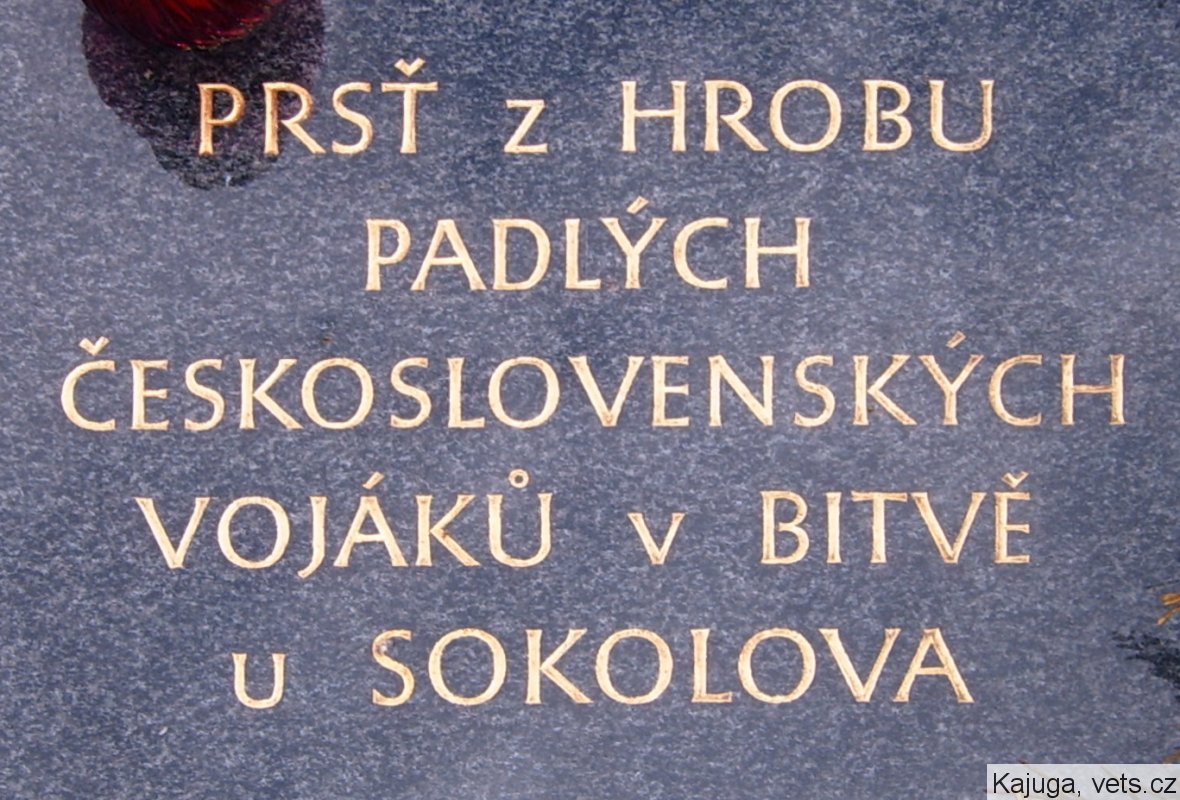 PRSŤ z HROBU
PADLÝCH
ČESKOSLOVENSKÝCH
VOJÁKŮ v BITVĚ
u SOKOLOVA
Kajuga, vets.cz